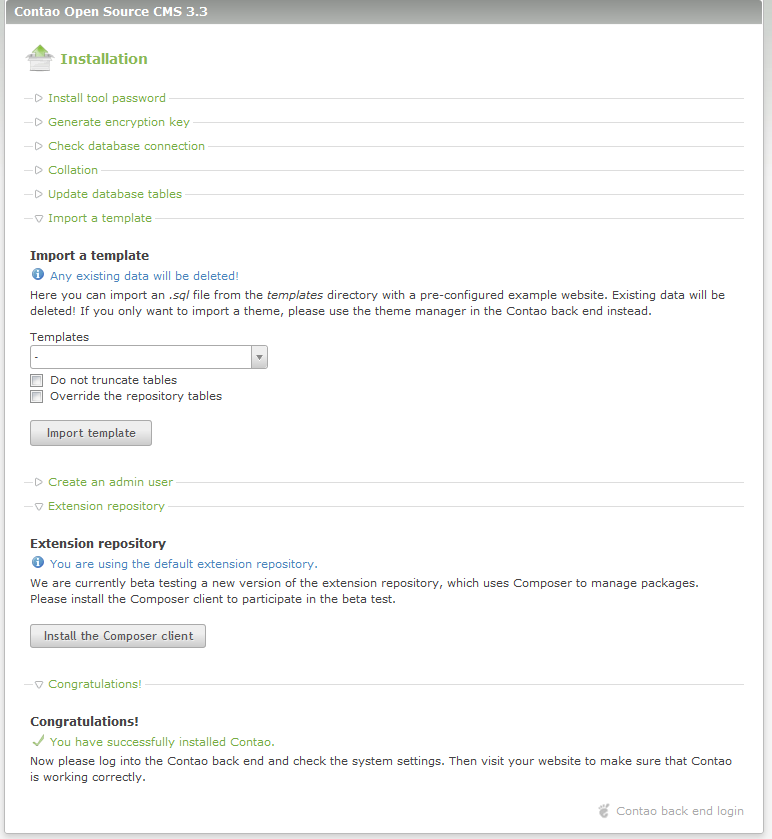 Contao Open Source CMS 3.3
Installation
Install tool password
Generate encryption key
Check database connection
Collation
Update database tables
Import a template
Import a template
Any existing data will be deleted!
Here you can import an .sql file from the templates directory with a pre-configured example website. Existing data will be
deleted! If you only want to import a theme, please use the theme manager in the Contao back end instead.
Templates
-
Do not truncate tables
Override the repository tables
Import template
Create an admin user
Extension repository
Extension repository
You are using the default extension repository.
We are currently beta testing a new version of the extension repository, which uses Composer to manage packages.
Please install the Composer client to participate in the beta test.
Install the Composer client
Congratulations!
Congratulations!
You have successfully installed Contao.
Now please log into the Contao back end and check the system settings. Then visit your website to make sure that Contao
is working correctly.
Contao back end login